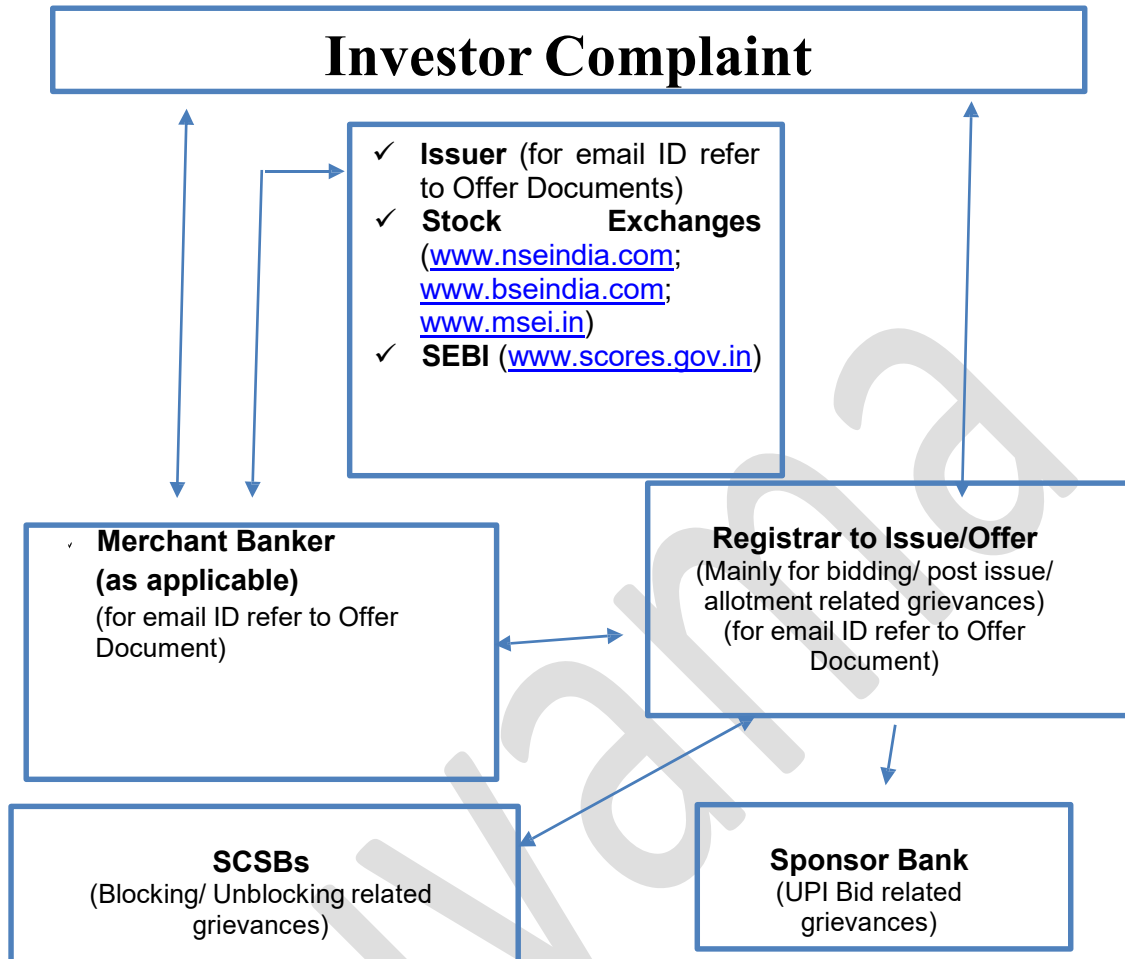 Investor Complaint
✓ Issuer (for email ID refer
to Offer Documents)
✓ Stock Exchanges
(www.nseindia.com;
www.bseindia.com;
www.msei.in)
✓ SEBI (www.scores.gov.in)
✓ Merchant Banker
(as applicable)
(for email ID refer to Offer
Document)
Registrar to Issue/Offer
(Mainly for bidding/ post issue/
allotment related grievances)
(for email ID refer to Offer
Document)
SCSBs
(Blocking/ Unblocking related
grievances)
Sponsor Bank
(UPI Bid related
grievances)